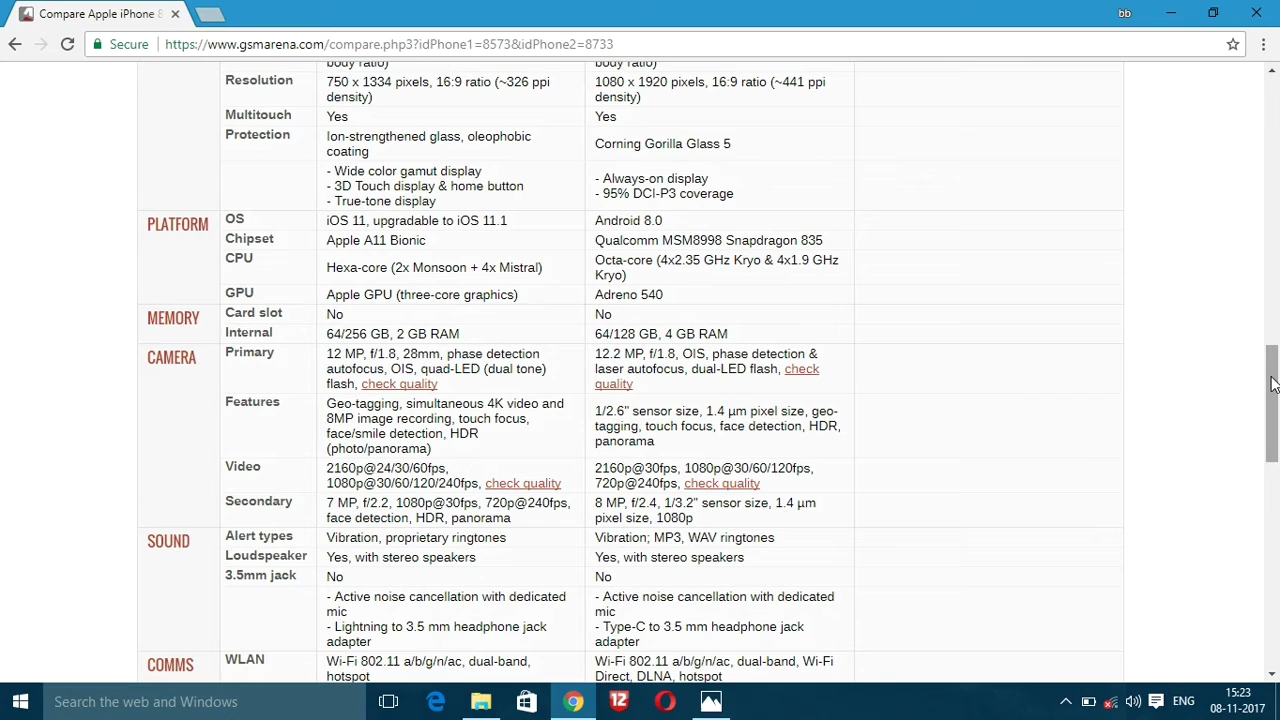 Compare Apple iPhone 8
bb
Secure https://www.gsmarena.com/compare.php3?idPhone1=8573&idPhone2=8733
body ratio) body ratio)
Resolution 750 x 1334 pixels, 16:9 ratio (~326 ppi 1080 x 1920 pixels, 16:9 ratio (~441 ppi
density) density)
Multitouch Yes Yes
Protection Ion-strengthened glass, oleophobic Corning Gorilla Glass 5
coating
- Wide color gamut display - Always-on display
- 3D Touch display & home button - 95% DCI-P3 coverage
- True-tone display
PLATFORM OS iOS 11, upgradable to iOS 11.1 Android 8.0
Chipset Apple A11 Bionic Qualcomm MSM8998 Snapdragon 835
CPU Hexa-core (2x Monsoon + 4x Mistral) Octa-core (4x2.35 GHz Kryo & 4x1.9 GHz
Kryo)
GPU Apple GPU (three-core graphics) Adreno 540
MEMORY Card slot No No
Internal 64/256 GB, 2 GB RAM 64/128 GB, 4 GB RAM
CAMERA Primary 12 MP, f/1.8, 28mm, phase detection 12.2 MP, f/1.8, OIS, phase detection &
autofocus, OIS, quad-LED (dual tone) laser autofocus, dual-LED flash, check
flash, check quality quality
Features Geo-tagging, simultaneous 4K video and 1/2.6" sensor size, 1.4 µm pixel size, geo-
8MP image recording, touch focus, tagging, touch focus, face detection, HDR,
face/smile detection, HDR panorama
(photo/panorama)
Video 2160p@24/30/60fps, 2160p@30fps, 1080p@30/60/120fps,
1080p@30/60/120/240fps, check quality 720p@240fps, check quality
Secondary 7 MP, f/2.2, 1080p@30fps, 720p@240fps, 8 MP, f/2.4, 1/3.2" sensor size, 1.4 µm
face detection, HDR, panorama pixel size, 1080p
SOUND Alert types Vibration, proprietary ringtones Vibration; MP3, WAV ringtones
Loudspeaker Yes, with stereo speakers Yes, with stereo speakers
3.5mm jack No No
- Active noise cancellation with dedicated - Active noise cancellation with dedicated
mic mic
- Lightning to 3.5 mm headphone jack - Type-C to 3.5 mm headphone jack
adapter adapter
COMMS WLAN Wi-Fi 802.11 a/b/g/n/ac, dual-band, Wi-Fi 802.11 a/b/g/n/ac, dual-band, Wi-Fi
hotspot Direct, DLNA, hotspot
Search the web and Windows 12 ENG 15:23
08-11-2017